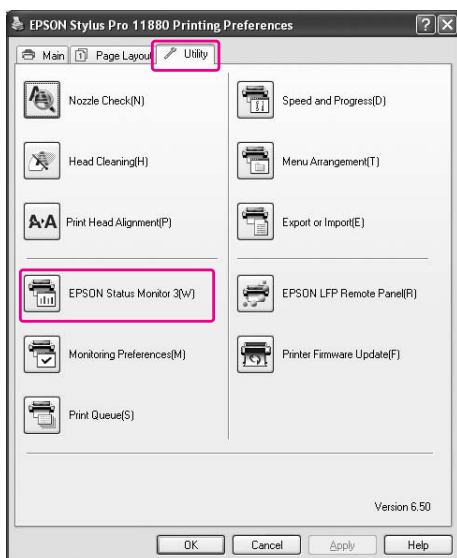 EPSON Stylus Pro 11880 Printing Preferences
Main
Page Layout
Utility
Nozzle Check(N)
Speed and Progress(D)
Head Cleaning(H)
Menu Arrangement(T)
A·A Print Head Alignment(P)
Export or Import(E)
EPSON Status Monitor 3(W)
EPSON LFP Remote Panel(R)
Monitoring Preferences(M)
Printer Firmware Update(F)
Print Queue(S)
Version 6.50
OK
Cancel
Apply
Help